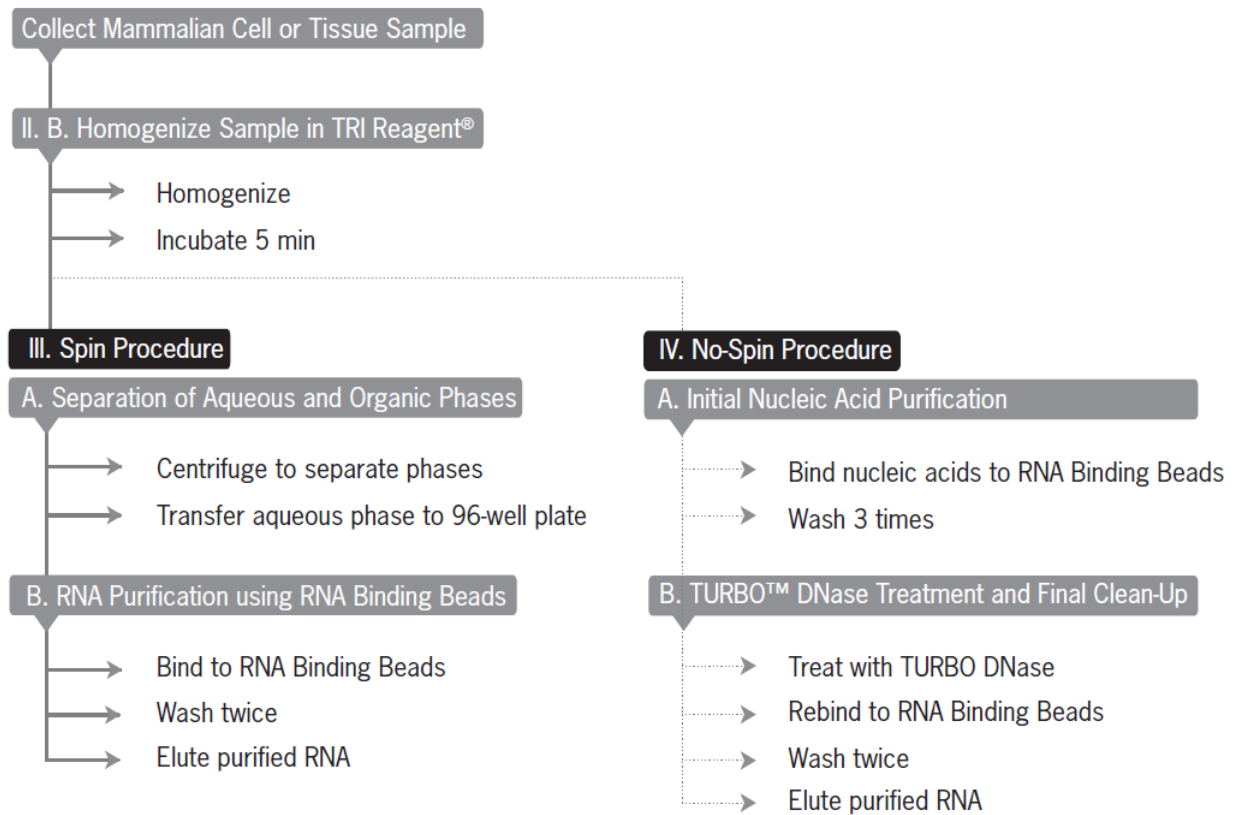 Collect Mammalian Cell or Tissue Sample
II. B. Homogenize Sample in TRI Reagent®
Homogenize
Incubate 5 min
III. Spin Procedure
A. Separation of Aqueous and Organic Phases
Centrifuge to separate phases
Transfer aqueous phase to 96-well plate
B. RNA Purification using RNA Binding Beads
Bind to RNA Binding Beads
Wash twice
Elute purified RNA
IV. No-Spin Procedure
A. Initial Nucleic Acid Purification
Bind nucleic acids to RNA Binding Beads
Wash 3 times
B. TURBO™ DNase Treatment and Final Clean-Up
Treat with TURBO DNase
Rebind to RNA Binding Beads
Wash twice
Elute purified RNA